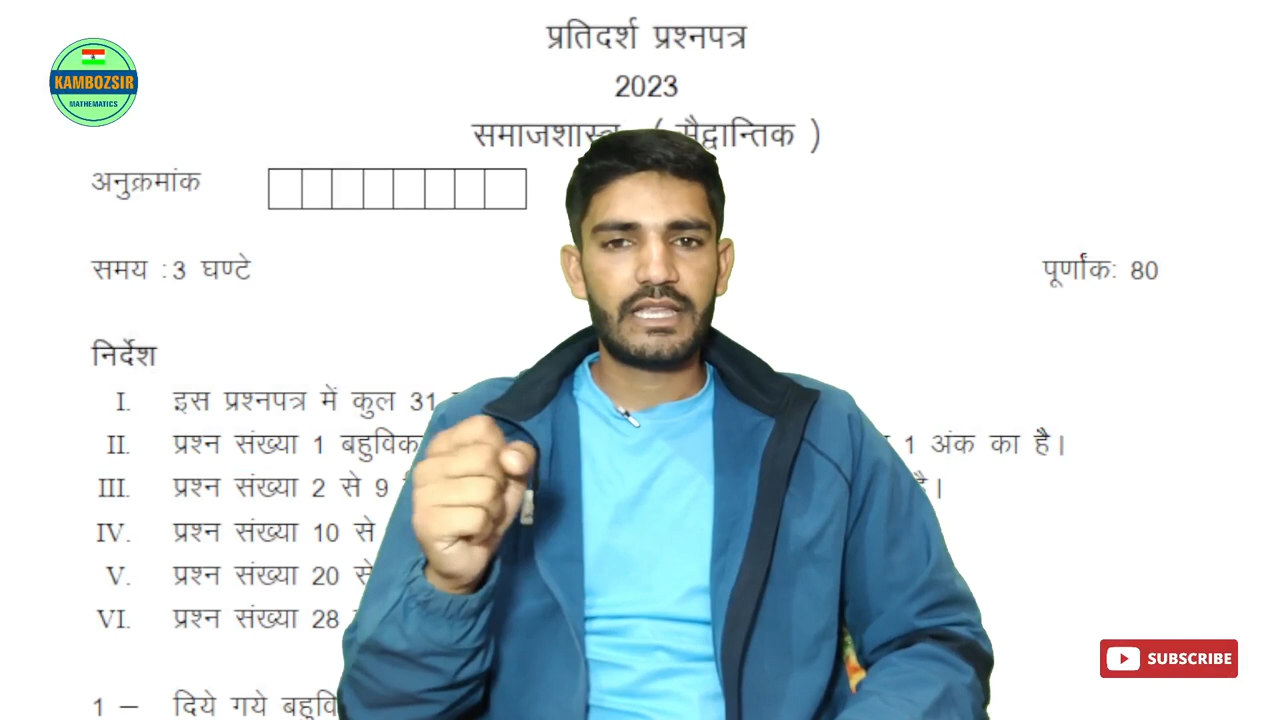 KAMBOZSIR
MATHEMATICS
प्रतिदर्श प्रश्नपत्र
2023
समाजशास्त्र ( सैद्वान्तिक )
अनुक्रमांक
समय :3 घण्टे
पूर्णांक: 80
निर्देश
I. इस प्रश्नपत्र में कुल 31
II. प्रश्न संख्या 1 1 अंक का है।
III. प्रश्न संख्या 2 से 9 है।
IV. प्रश्न संख्या 10 से
V. प्रश्न संख्या 20 से
VI. प्रश्न संख्या 28
1 – दिये गये
SUBSCRIBE